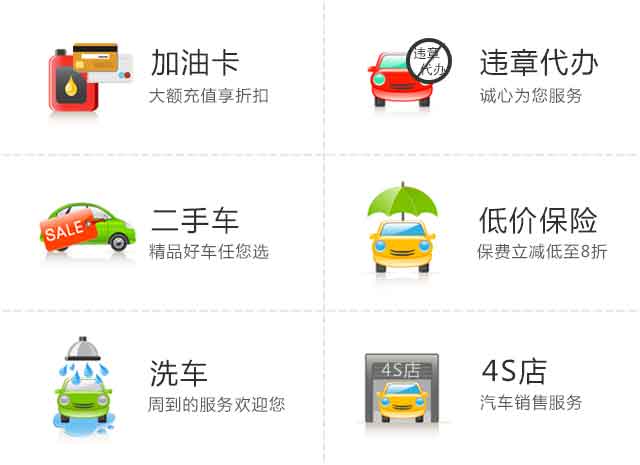 加油卡
大额充值享折扣
违章
代办
违章代办
诚心为您服务
SALE
二手车
精品好车任您选
低价保险
保费立减低至8折
洗车
周到的服务欢迎您
4S店
4S店
汽车销售服务